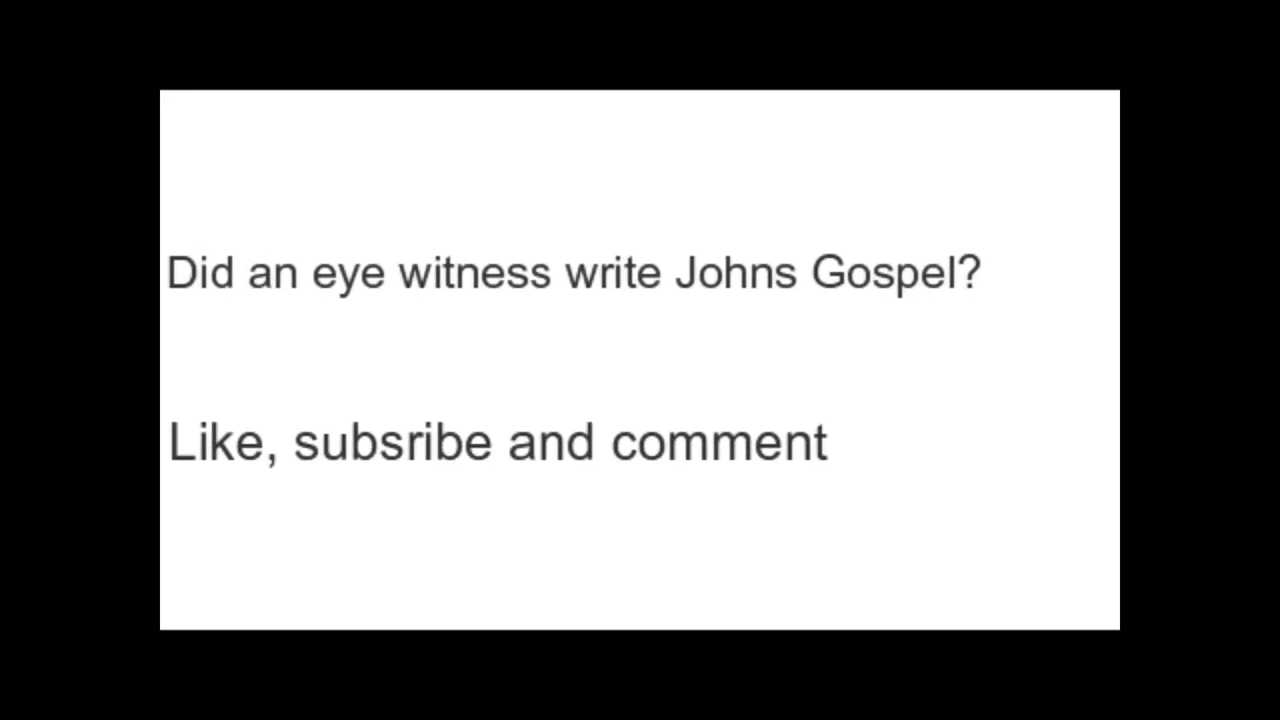 Did an eye witness write Johns Gospel?
Like, subsribe and comment